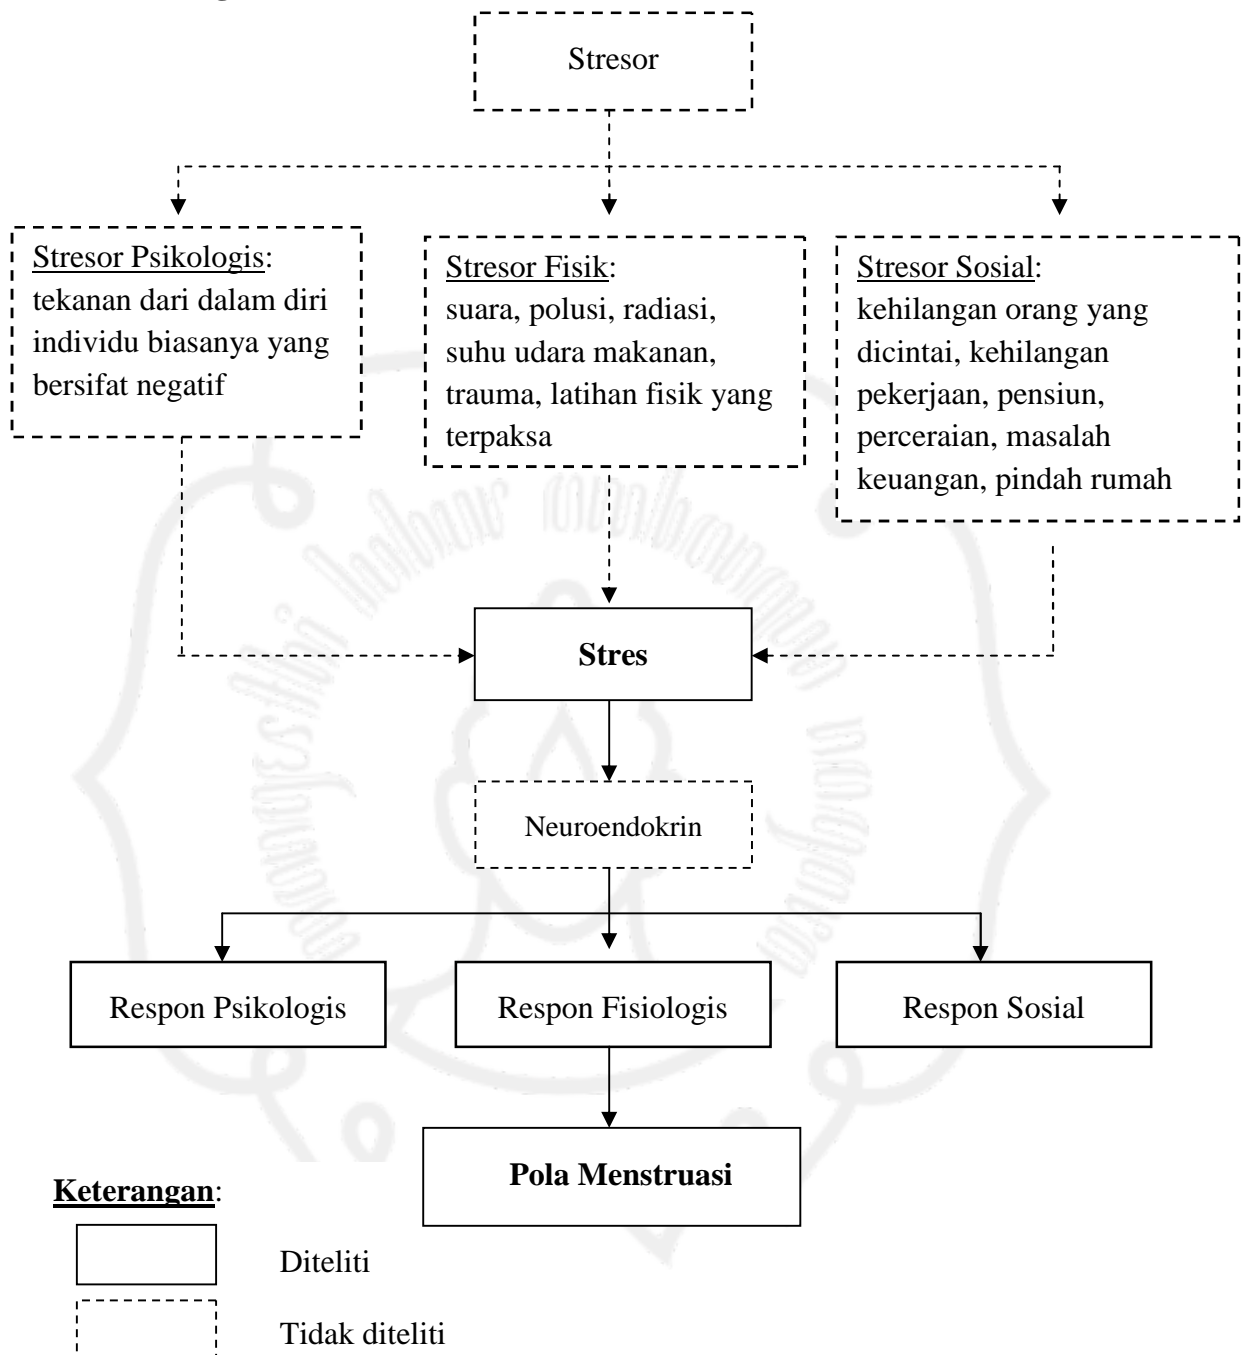 Stresor
Stresor Psikologis:
tekanan dari dalam diri
individu biasanya yang
bersifat negatif
Stresor Fisik:
suara, polusi, radiasi,
suhu udara makanan,
trauma, latihan fisik yang
terpaksa
Stresor Sosial:
kehilangan orang yang
dicintai, kehilangan
pekerjaan, pensiun,
perceraian, masalah
keuangan, pindah rumah
Stres
Neuroendokrin
Respon Psikologis
Respon Fisiologis
Respon Sosial
Pola Menstruasi
Keterangan:
Diteliti
Tidak diteliti